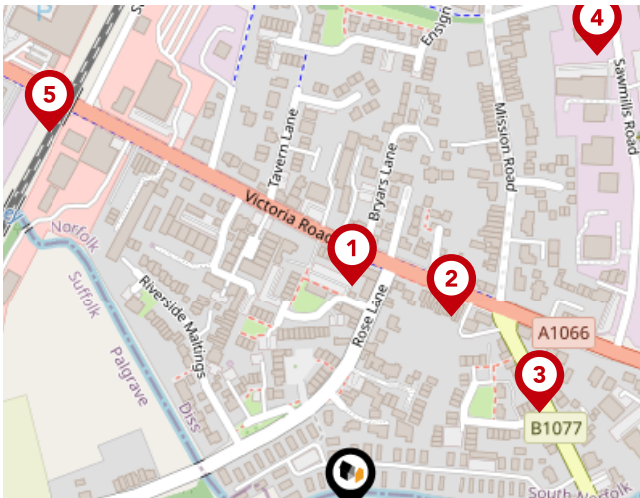 Ensign
4
Sawmills Road
5
Tavern Lane
Mission Road
Bryars Lane
Victoria Road
Norfolk
Suffolk
1
2
Rose Lane
Riverside Maltings
A1066
Palgrave
Diss
3
B1077
South Norfolk